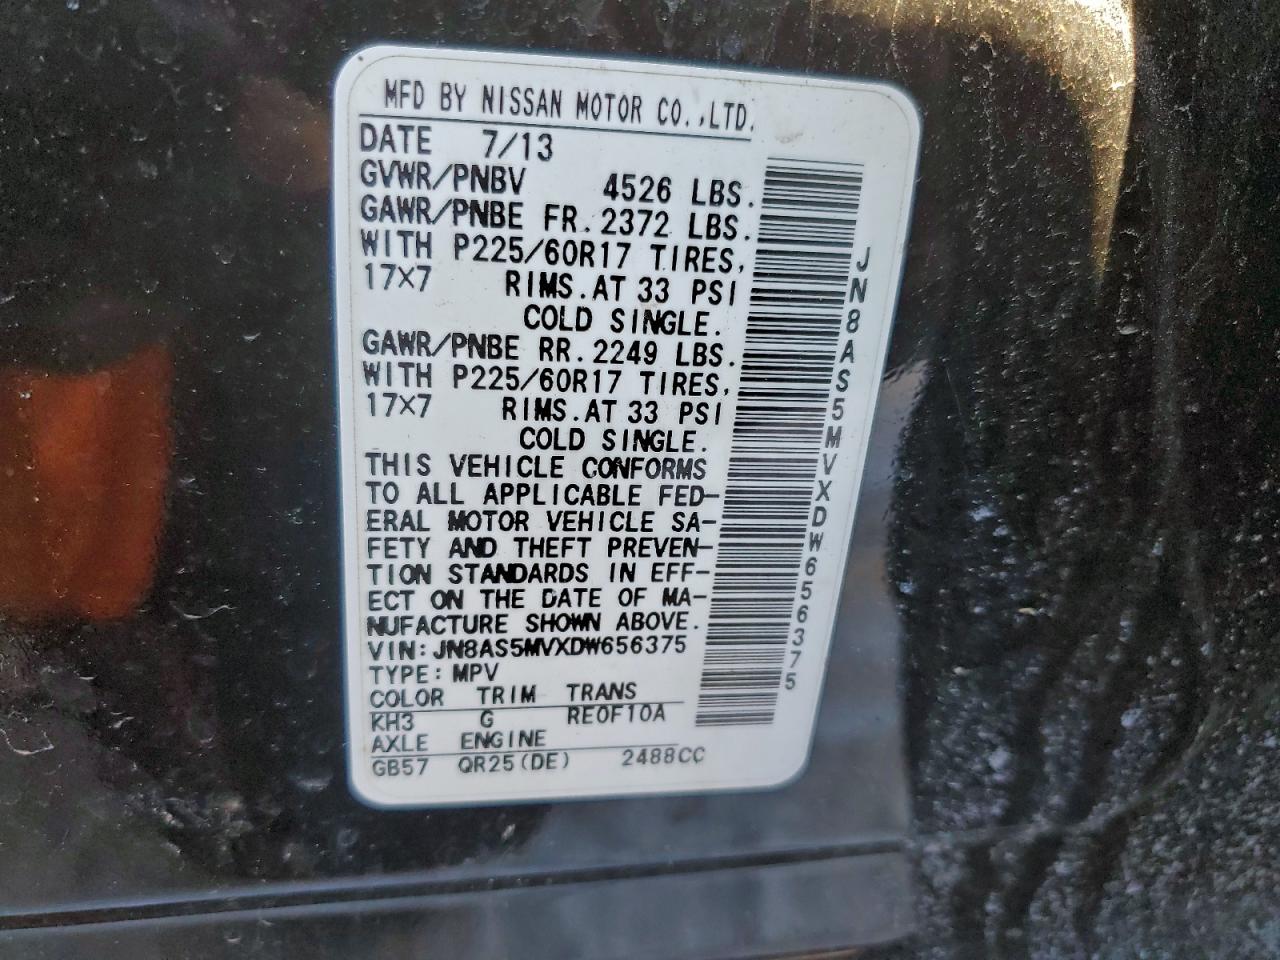 MFD BY NISSAN MOTOR CO.,LTD.
DATE 7/13
GVWR/PNBV 4526 LBS.
GAWR/PNBE FR. 2372 LBS.
WITH P225/60R17 TIRES,
17×7 RIMS. AT 33 PSI
COLD SINGLE.
GAWR/PNBE RR. 2249 LBS.
WITH P225/60R17 TIRES,
17×7 RIMS. AT 33 PSI
COLD SINGLE.
THIS VEHICLE CONFORMS
TO ALL APPLICABLE FED-
ERAL MOTOR VEHICLE SA-
FETY AND THEFT PREVEN-
TION STANDARDS IN EFF-
ECT ON THE DATE OF MA-
NUFACTURE SHOWN ABOVE.
VIN: JN8AS5MVXDW656375
TYPE: MPV
COLOR TRIM TRANS
KH3 G RE0F10A
AXLE ENGINE
GB57 QR25(DE) 2488CC
JN8AS5MVXDW656375